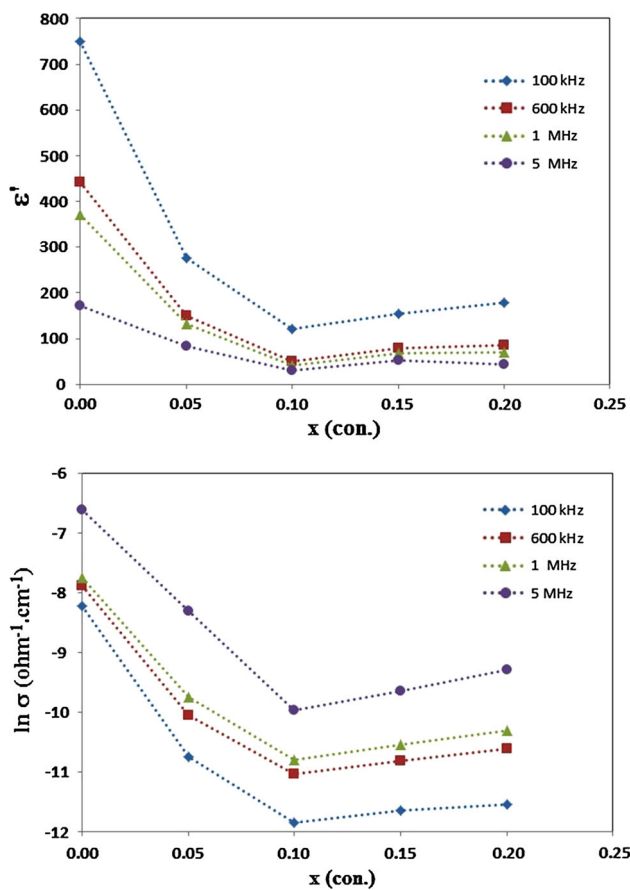 800
700
600
500
400
300
200
100
0
ε'
100 kHz
600 kHz
1 MHz
5 MHz
0.00 0.05 0.10 0.15 0.20 0.25
x (con.)
-6
-7
-8
-9
-10
-11
-12
ln σ (ohm⁻¹.cm⁻¹)
100 kHz
600 kHz
1 MHz
5 MHz
0.00 0.05 0.10 0.15 0.20 0.25
x (con.)